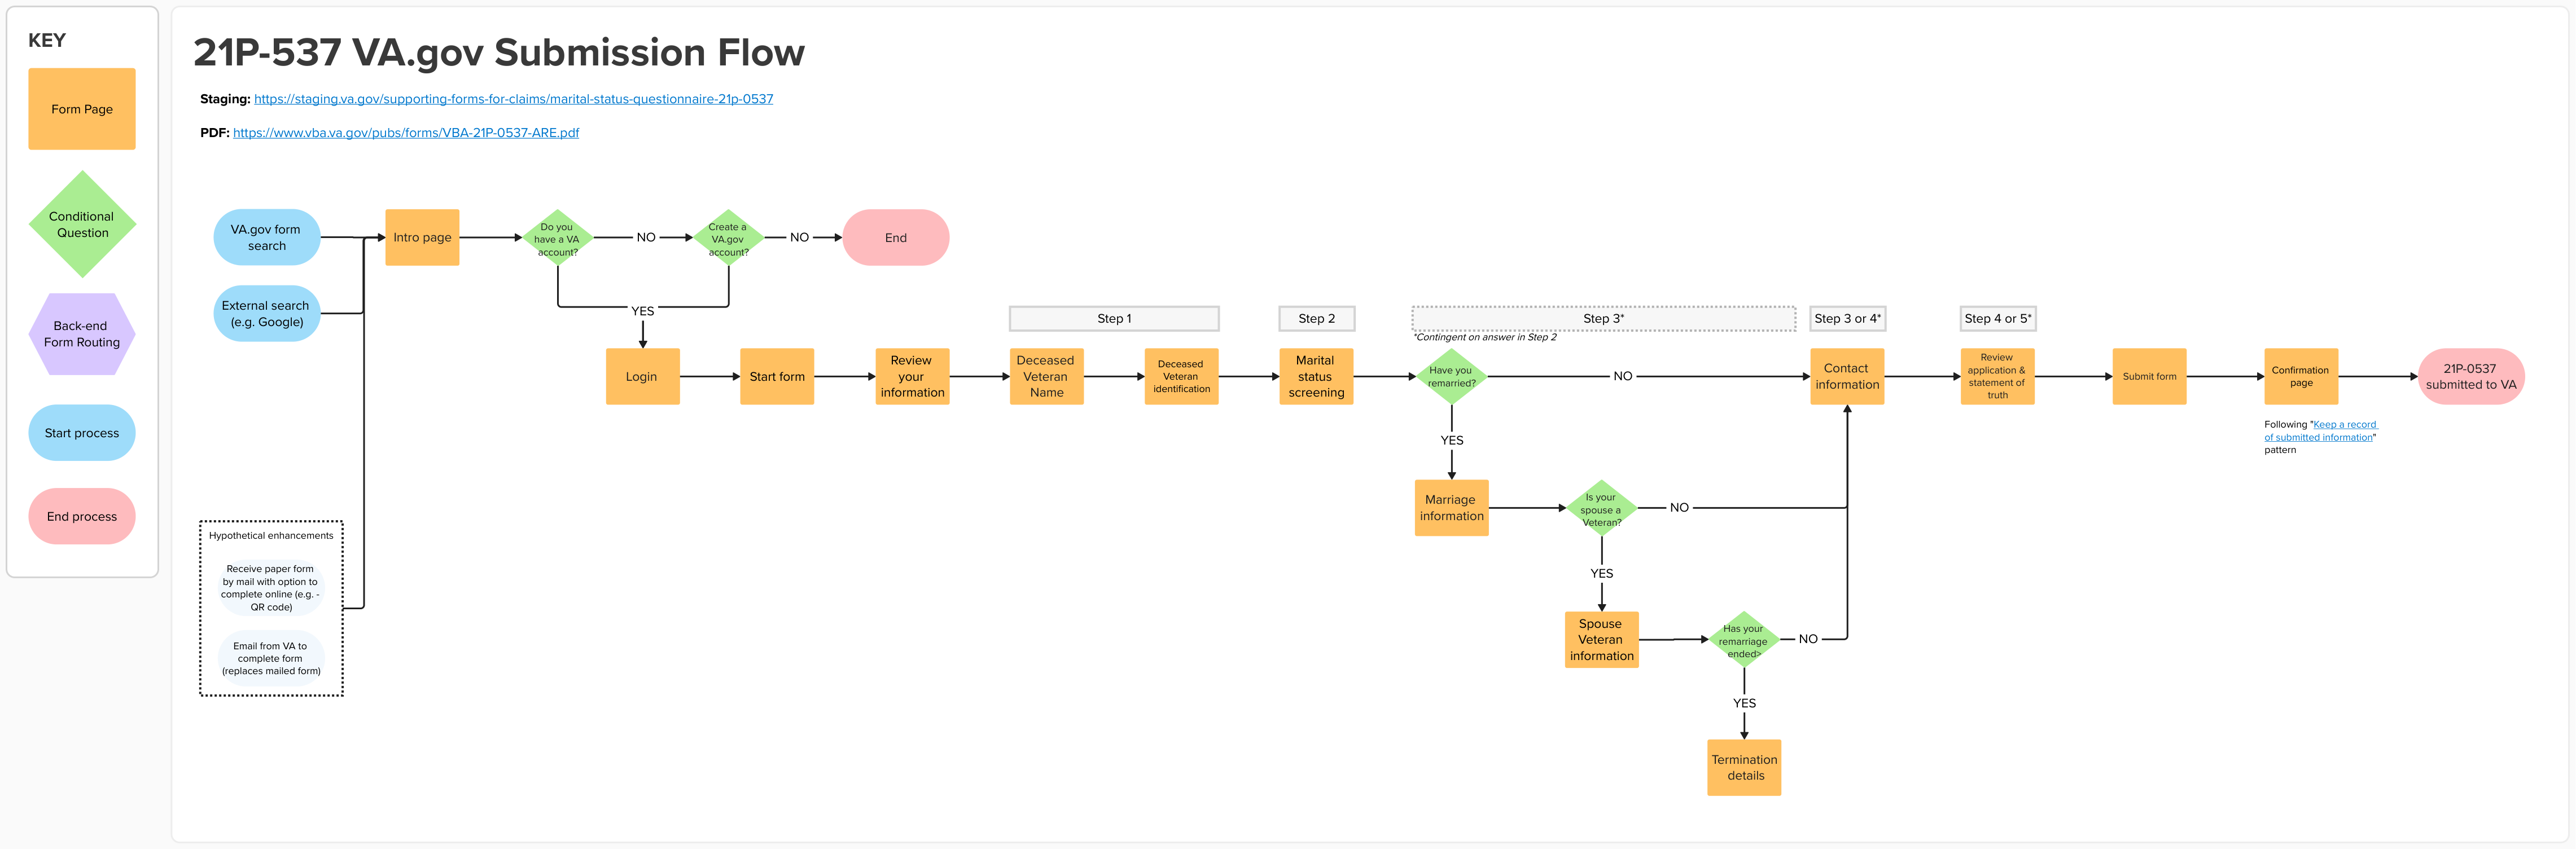 KEY
Form Page
Conditional
Question
Back-end
Form Routing
Start process
End process
21P-537 VA.gov Submission Flow
Staging: https://staging.va.gov/supporting-forms-for-claims/marital-status-questionnaire-21p-0537
PDF: https://www.vba.va.gov/pubs/forms/VBA-21P-0537-ARE.pdf
VA.gov form
search
External search
(e.g. Google)
Intro page
Do you
have a VA
account?
NO
Create a
VA.gov
account?
NO
End
YES
Step 1
Step 2
Step 3*
*Contingent on answer in Step 2
Step 3 or 4*
Step 4 or 5*
Login
Start form
Review
your
information
Deceased
Veteran
Name
Deceased
Veteran
identification
Marital
status
screening
Have you
remarried?
NO
Contact
information
Review
application &
statement of
truth
Submit form
Confirmation
page
21P-0537
submitted to VA
Following "Keep a record
of submitted information"
pattern
YES
Marriage
information
Is your
spouse a
Veteran?
NO
YES
Spouse
Veteran
information
Has your
remarriage
ended>
NO
YES
Termination
details
Hypothetical enhancements
Receive paper form
by mail with option to
complete online (e.g. -
QR code)
Email from VA to
complete form
(replaces mailed form)